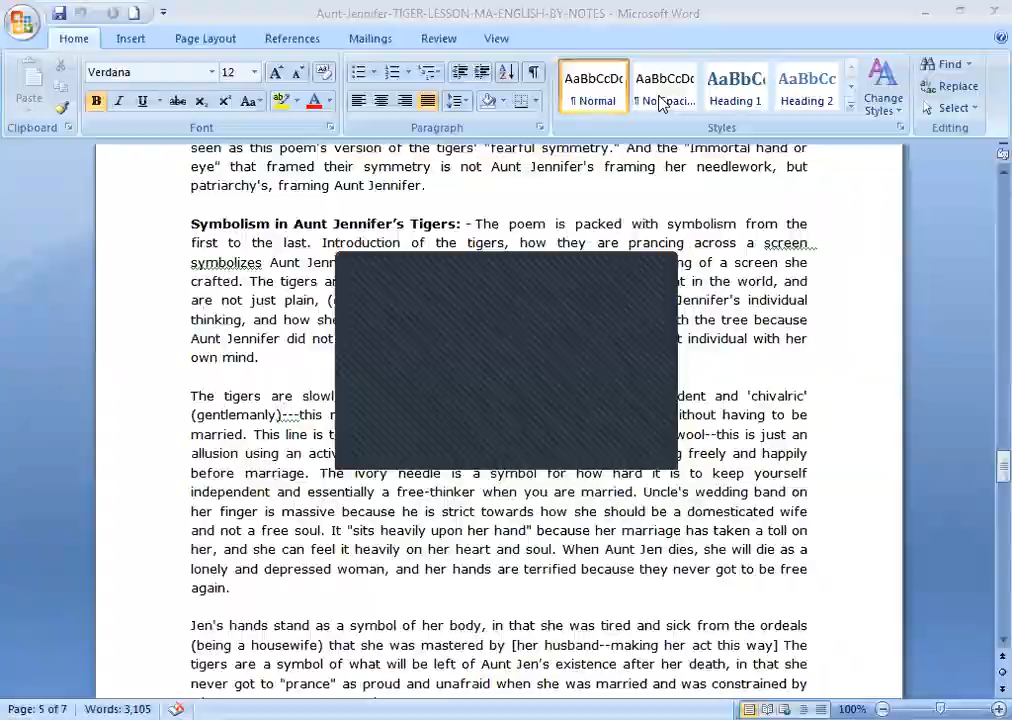 Aunt-Jennifer-TIGER-LESSON-MA-ENGLISH-BY-NOTES - Microsoft Word
Home Insert Page Layout References Mailings Review View
Verdana 12
Paste
B I U abc x₂ x² Aa
AaBbCcDc AaBbCcDc AaBbCc AaBbCc
¶ Normal ¶ No Spaci... Heading 1 Heading 2
Change Styles
Find
Replace
Select
Clipboard Font Paragraph Styles Editing
seen as this poem's version of the tigers' "fearful symmetry." And the "Immortal hand or
eye" that framed their symmetry is not Aunt Jennifer's framing her needlework, but
patriarchy's, framing Aunt Jennifer.
Symbolism in Aunt Jennifer's Tigers: - The poem is packed with symbolism from the
first to the last. Introduction of the tigers, how they are prancing across a screen
symbolizes Aunt ng of a screen she
crafted. The tigers t in the world, and
are not just plain, Jennifer's individual
thinking, and how the tree because
Aunt Jennifer did not individual with her
own mind.
The tigers are and 'chivalric'
(gentlemanly)---this having to be
married. This line is wool--this is just an
allusion using an freely and happily
before marriage. The ivory needle is a symbol for how hard it is to keep yourself
independent and essentially a free-thinker when you are married. Uncle's wedding band on
her finger is massive because he is strict towards how she should be a domesticated wife
and not a free soul. It "sits heavily upon her hand" because her marriage has taken a toll on
her, and she can feel it heavily on her heart and soul. When Aunt Jen dies, she will die as a
lonely and depressed woman, and her hands are terrified because they never got to be free
again.
Jen's hands stand as a symbol of her body, in that she was tired and sick from the ordeals
(being a housewife) that she was mastered by [her husband--making her act this way] The
tigers are a symbol of what will be left of Aunt Jen's existence after her death, in that she
never got to "prance" as proud and unafraid when she was married and was constrained by
Page: 5 of 7 Words: 3,105 100%